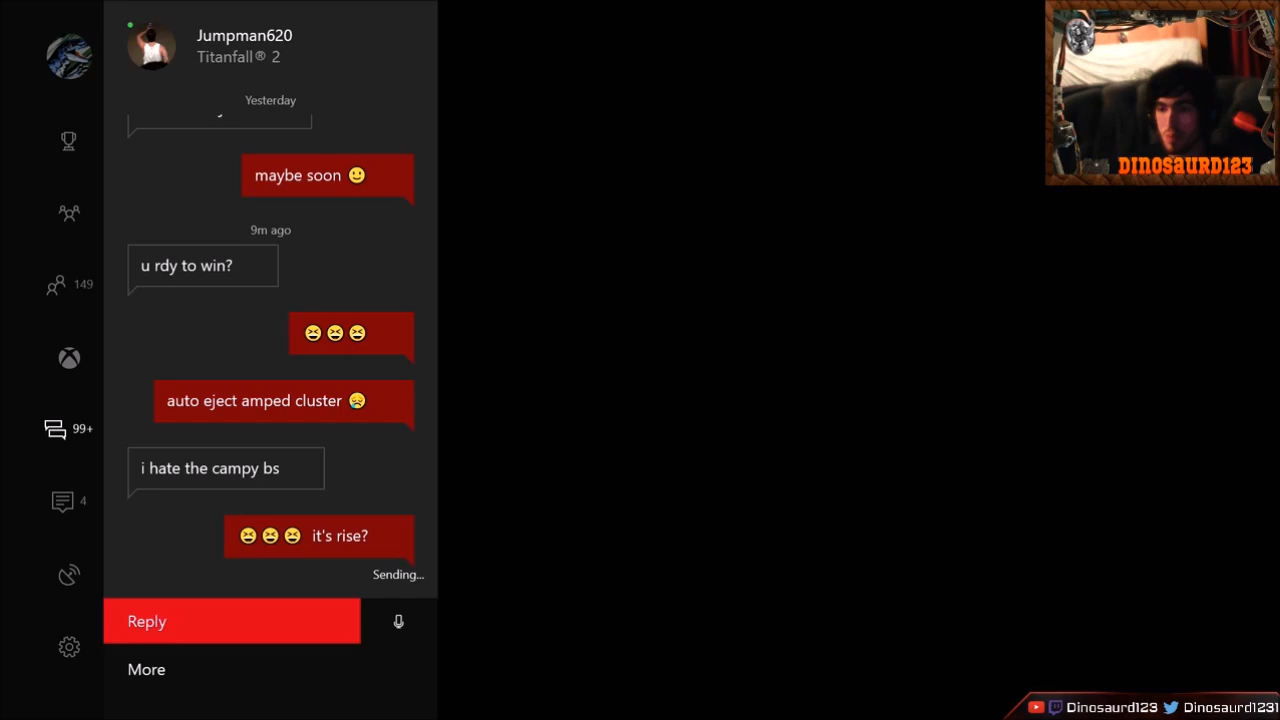 Jumpman620
Titanfall® 2
Yesterday
maybe soon 🙂
9m ago
u rdy to win?
149
😆😆😆
auto eject amped cluster 😥
99+
i hate the campy bs
4
😆😆😆 it's rise?
Sending...
Reply
More
DINOSAURD123
Dinosaurd123 Dinosaurd1231